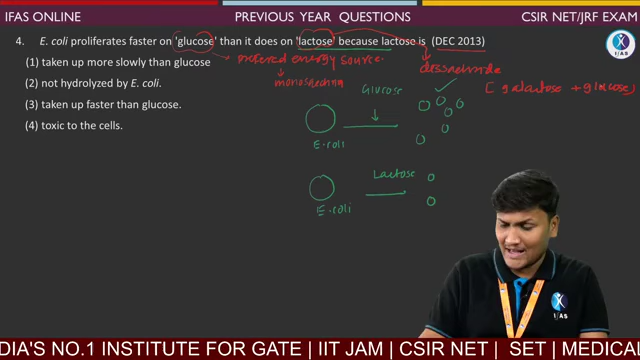 IFAS ONLINE
PREVIOUS YEAR QUESTIONS
CSIR NET/JRF EXAM
4. E. coli proliferates faster on 'glucose' than it does on 'lactose' because lactose is (DEC 2013)
(1) taken up more slowly than glucose
(2) not hydrolyzed by E. coli.
(3) taken up faster than glucose.
(4) toxic to the cells.
preferred energy source.
disaccharide
[galactose + glucose)
Glucose
E-coli
Lactose
E-coli
IFAS
IFAS
DIA'S NO.1 INSTITUTE FOR GATE | IIT JAM | CSIR NET | SET | MEDICAL